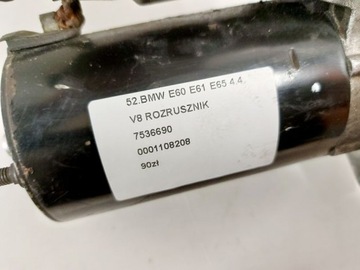 52.BMW E60 E61 E65 4.4
V8 ROZRUSZNIK
7536690
0001108208
90zł